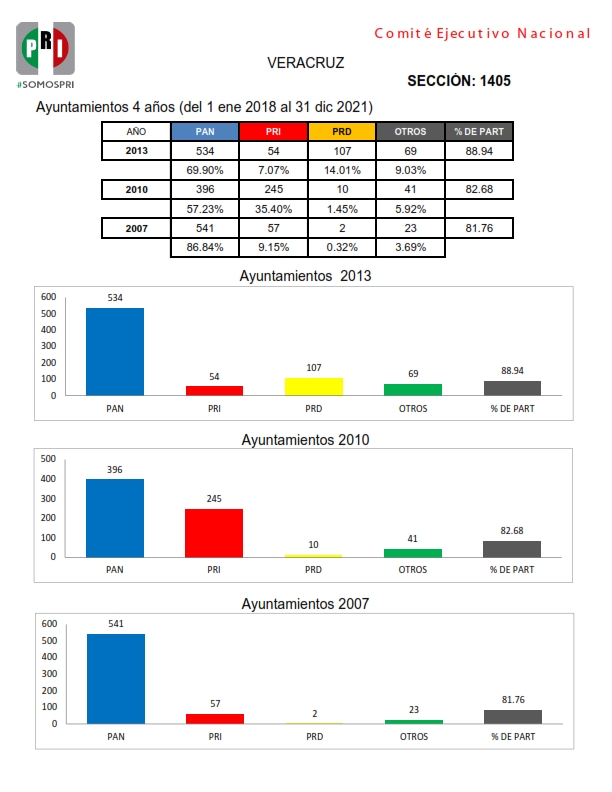 PRI
#SOMOSPRI
Comité Ejecutivo Nacional
VERACRUZ
SECCIÓN: 1405
Ayuntamientos 4 años (del 1 ene 2018 al 31 dic 2021)
AÑO PAN PRI PRD OTROS % DE PART
2013 534 54 107 69 88.94
69.90% 7.07% 14.01% 9.03%
2010 396 245 10 41 82.68
57.23% 35.40% 1.45% 5.92%
2007 541 57 2 23 81.76
86.84% 9.15% 0.32% 3.69%
Ayuntamientos 2013
600
500
400
300
200
100
0
534 54 107 69 88.94
PAN PRI PRD OTROS % DE PART
Ayuntamientos 2010
500
400
300
200
100
0
396 245 10 41 82.68
PAN PRI PRD OTROS % DE PART
Ayuntamientos 2007
600
500
400
300
200
100
0
541 57 2 23 81.76
PAN PRI PRD OTROS % DE PART